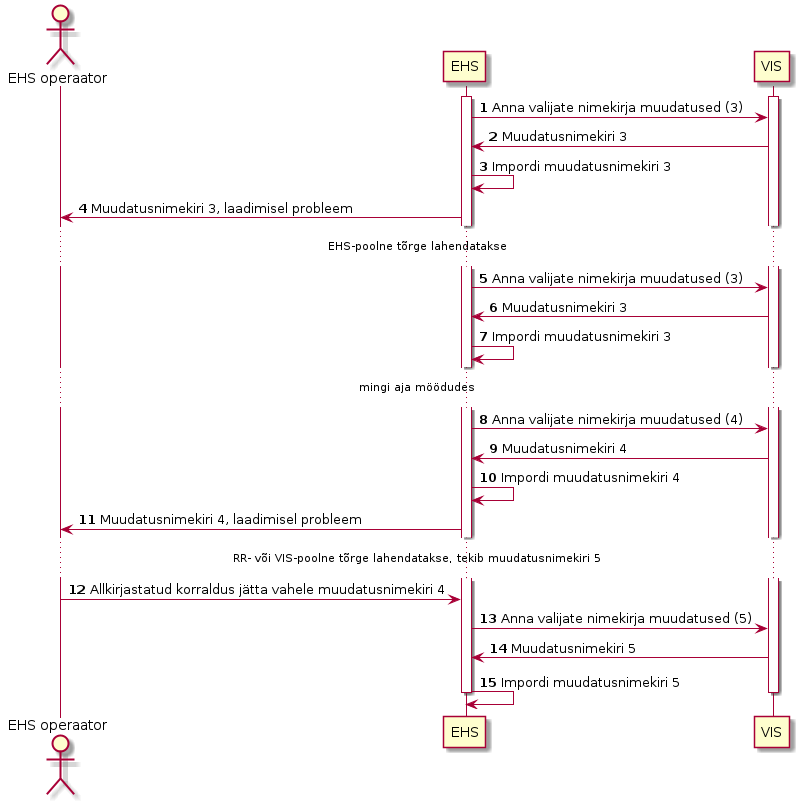 EHS operaator
EHS
VIS
1 Anna valijate nimekirja muudatused (3)
2 Muudatusnimekiri 3
3 Impordi muudatusnimekiri 3
4 Muudatusnimekiri 3, laadimisel probleem
EHS-poolne tõrge lahendatakse
5 Anna valijate nimekirja muudatused (3)
6 Muudatusnimekiri 3
7 Impordi muudatusnimekiri 3
mingi aja möödudes
8 Anna valijate nimekirja muudatused (4)
9 Muudatusnimekiri 4
10 Impordi muudatusnimekiri 4
11 Muudatusnimekiri 4, laadimisel probleem
RR- või VIS-poolne tõrge lahendatakse, tekib muudatusnimekiri 5
12 Allkirjastatud korraldus jätta vahele muudatusnimekiri 4
13 Anna valijate nimekirja muudatused (5)
14 Muudatusnimekiri 5
15 Impordi muudatusnimekiri 5
EHS operaator
EHS
VIS